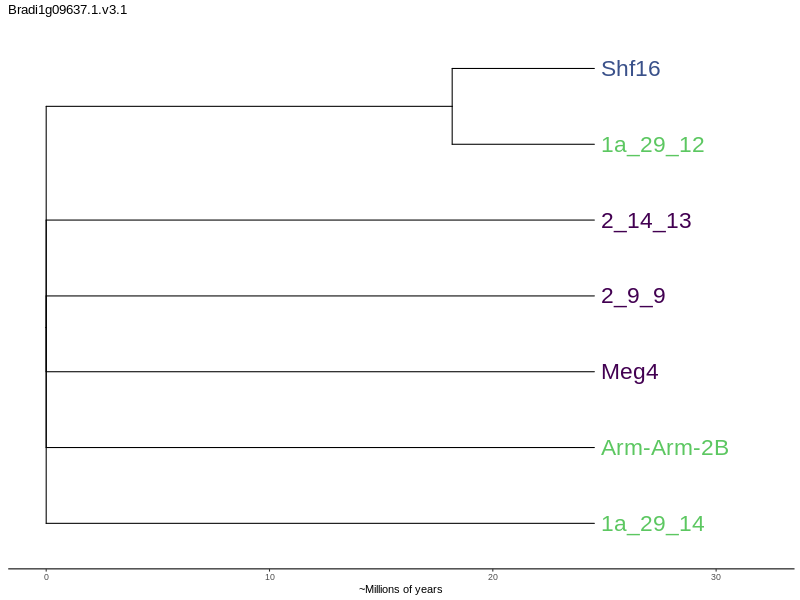 Bradi1g09637.1.v3.1
Shf16
1a_29_12
2_14_13
2_9_9
Meg4
Arm-Arm-2B
1a_29_14
0 10 20 30
~Millions of years